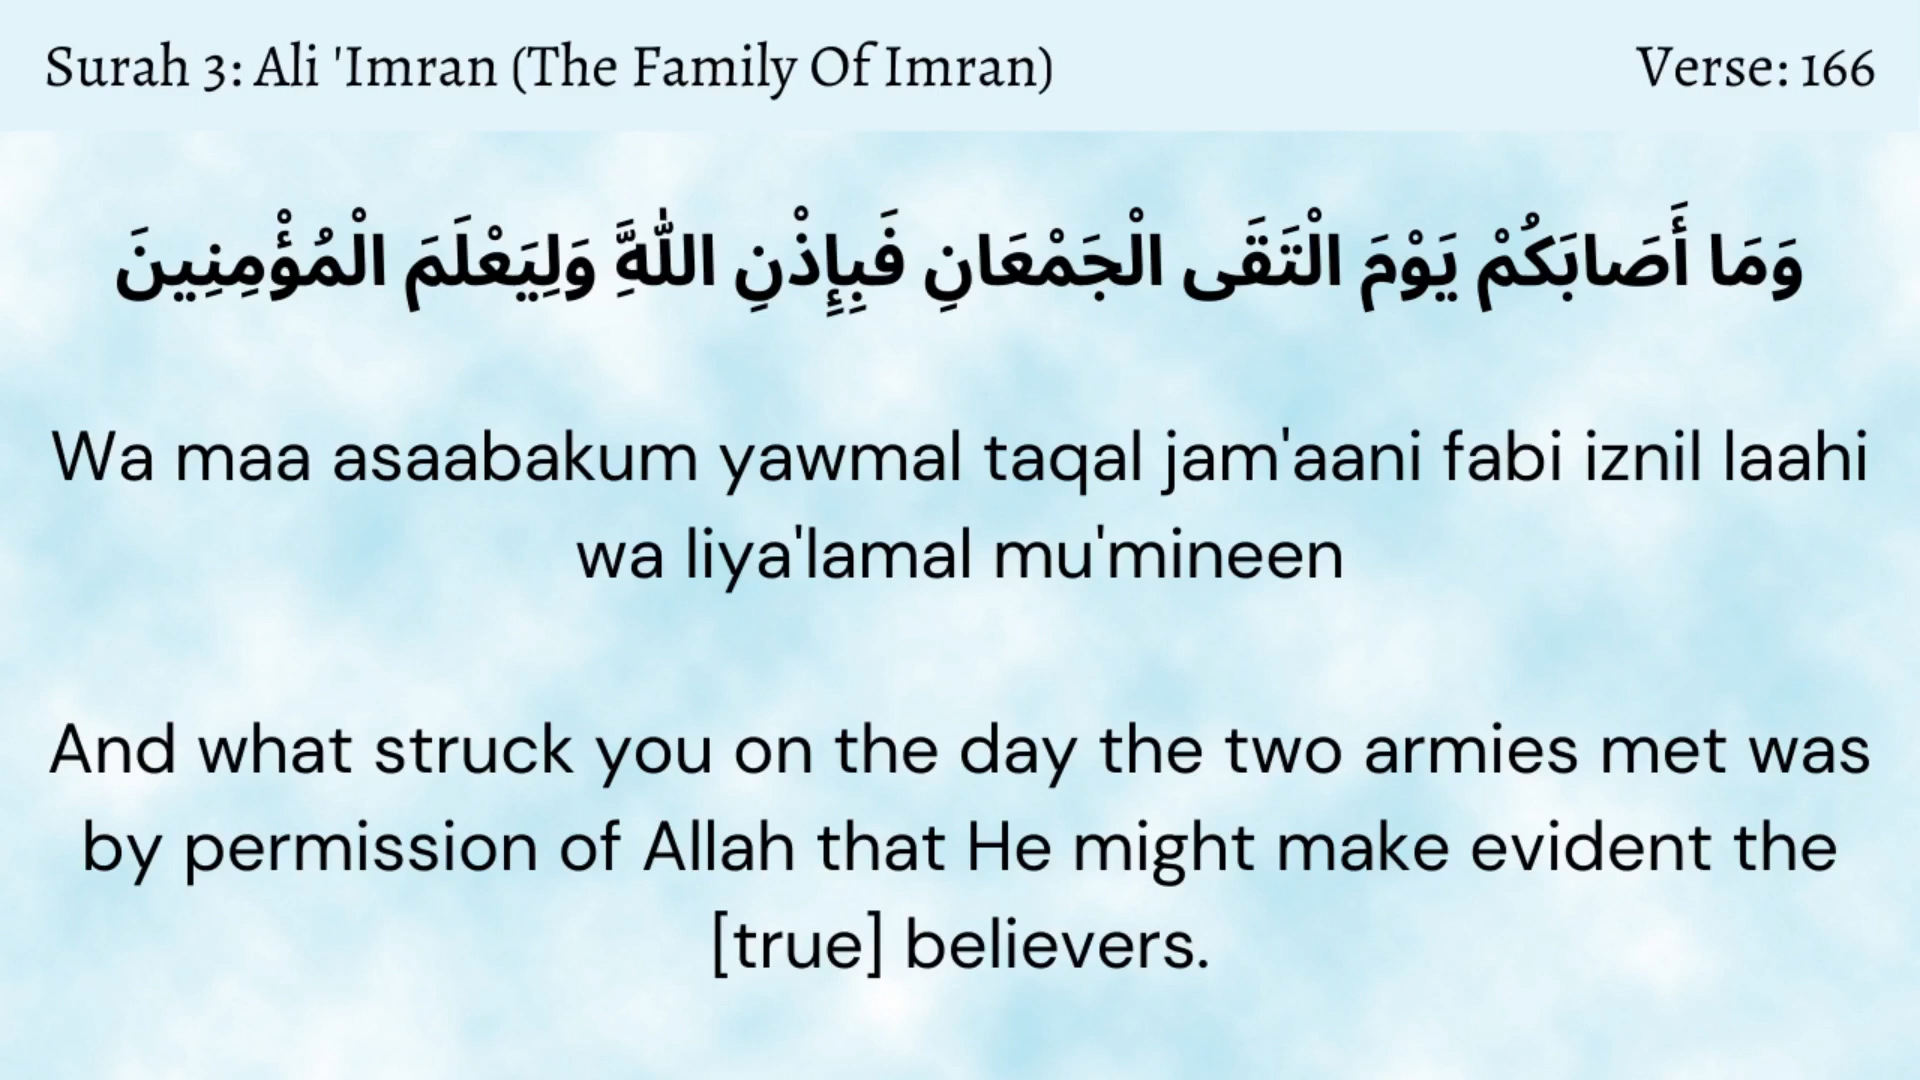 Surah 3: Ali 'Imran (The Family Of Imran)
Verse: 166
وَمَا أَصَابَكُمْ يَوْمَ الْتَقَى الْجَمْعَانِ فَبِإِذْنِ اللَّهِ وَلِيَعْلَمَ الْمُؤْمِنِينَ
Wa maa asaabakum yawmal taqal jam'aani fabi iznil laahi
wa liya'lamal mu'mineen
And what struck you on the day the two armies met was
by permission of Allah that He might make evident the
[true] believers.